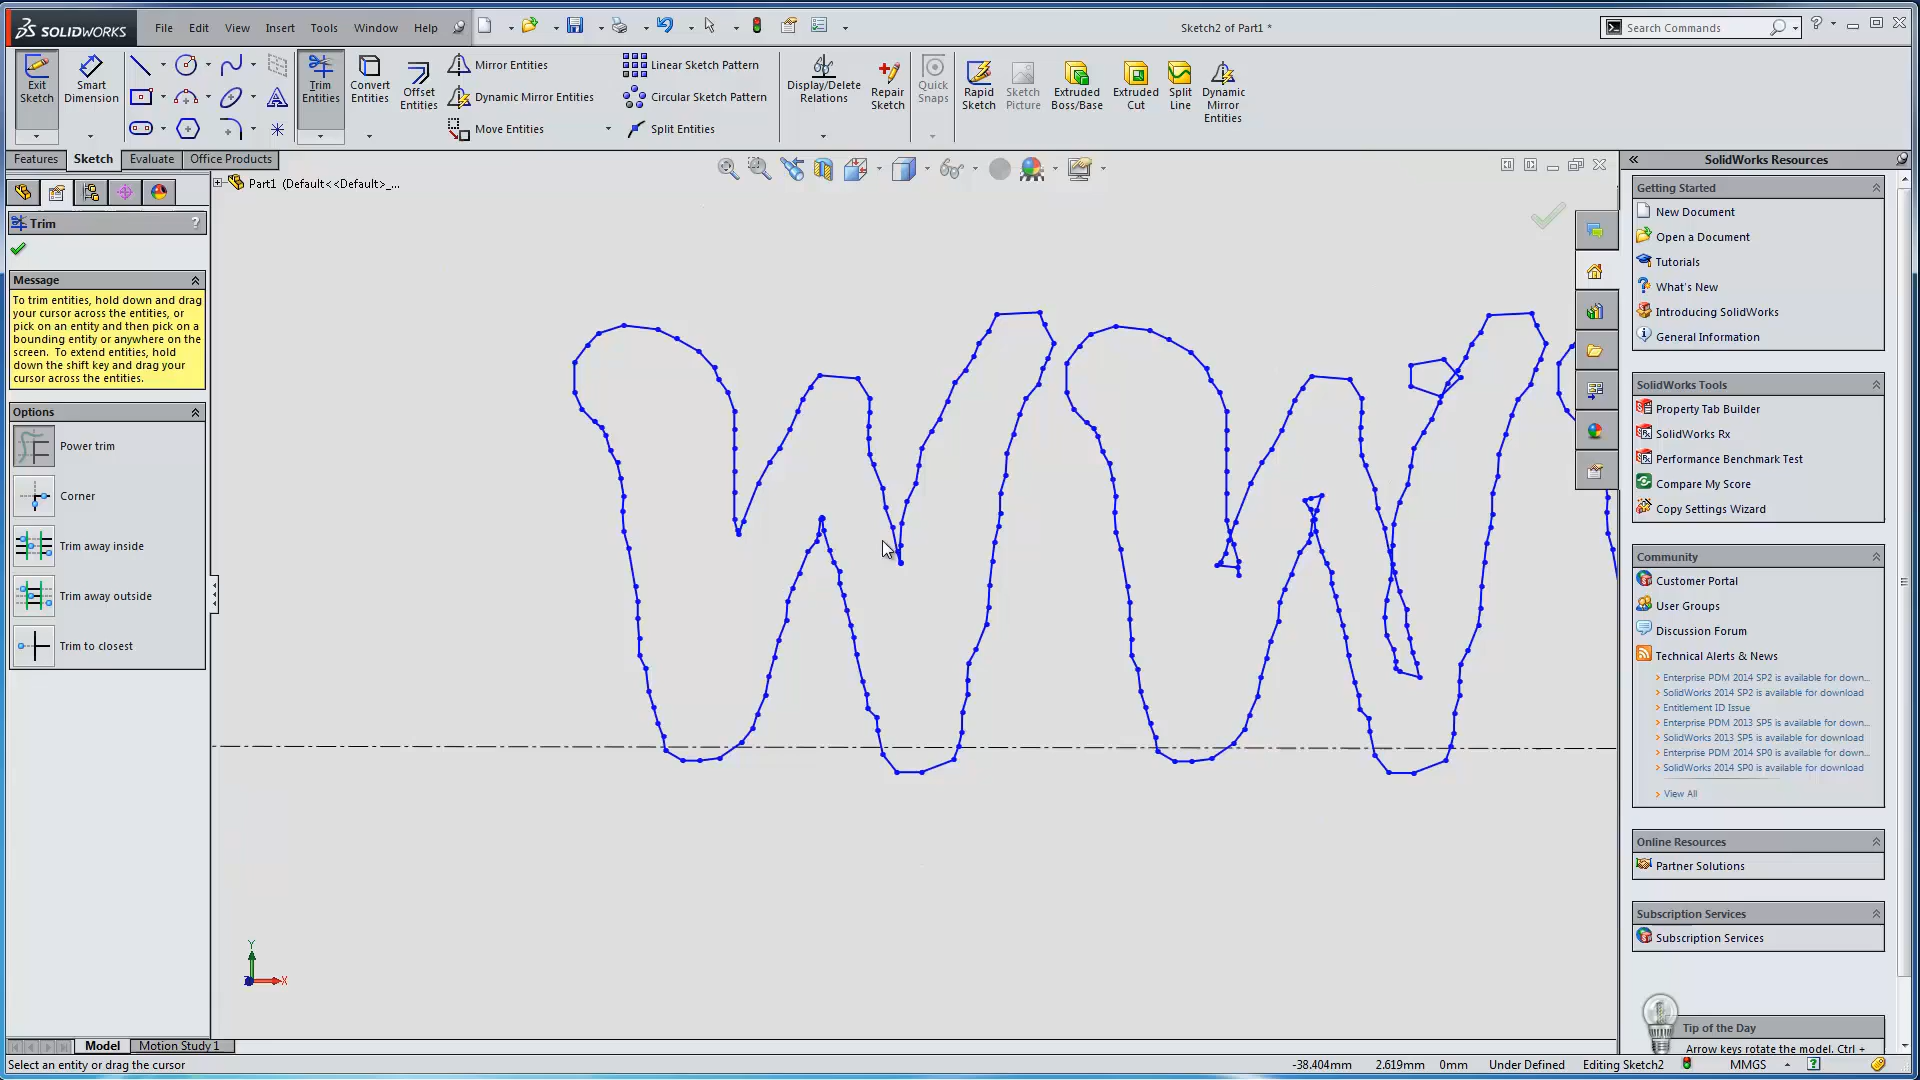 SOLIDWORKS File Edit View Insert Tools Window Help Sketch2 of Part1 * Search Commands
Exit Sketch
Smart Dimension
Trim Entities
Convert Entities
Offset Entities
Mirror Entities
Dynamic Mirror Entities
Move Entities
Linear Sketch Pattern
Circular Sketch Pattern
Split Entities
Display/Delete Relations
Repair Sketch
Quick Snaps
Rapid Sketch
Sketch Picture
Extruded Boss/Base
Extruded Cut
Split Line
Dynamic Mirror Entities
Features Sketch Evaluate Office Products
Part1 (Default<<Default>_...
Trim ?
Message
To trim entities, hold down and drag
your cursor across the entities, or
pick on an entity and then pick on a
bounding entity or anywhere on the
screen. To extend entities, hold
down the shift key and drag your
cursor across the entities.
Options
Power trim
Corner
Trim away inside
Trim away outside
Trim to closest
Y
X
Z
SolidWorks Resources
Getting Started
New Document
Open a Document
Tutorials
What's New
Introducing SolidWorks
General Information
SolidWorks Tools
Property Tab Builder
SolidWorks Rx
Performance Benchmark Test
Compare My Score
Copy Settings Wizard
Community
Customer Portal
User Groups
Discussion Forum
Technical Alerts & News
Enterprise PDM 2014 SP2 is available for down...
SolidWorks 2014 SP2 is available for download
Entitlement ID Issue
Enterprise PDM 2013 SP5 is available for down...
SolidWorks 2013 SP5 is available for download
Enterprise PDM 2014 SP0 is available for down...
SolidWorks 2014 SP0 is available for download
View All
Online Resources
Partner Solutions
Subscription Services
Subscription Services
Tip of the Day
Arrow keys rotate the model. Ctrl +
Model Motion Study 1
Select an entity or drag the cursor -38.404mm 2.619mm 0mm Under Defined Editing Sketch2 MMGS